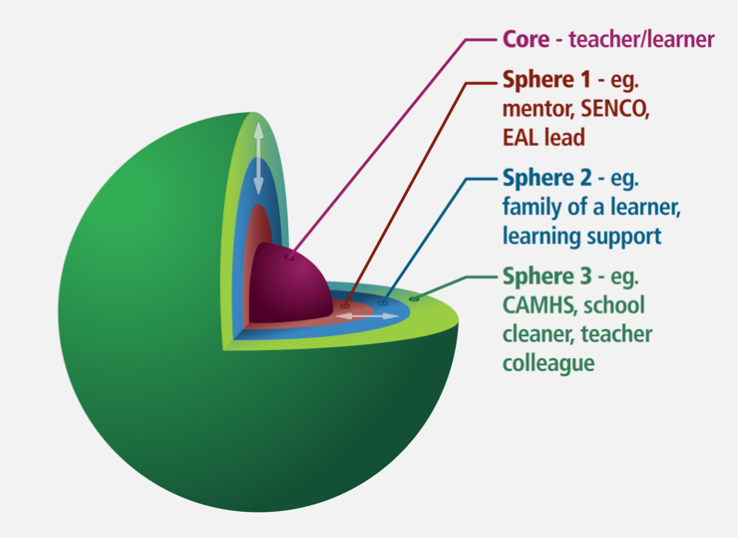 Core - teacher/learner
Sphere 1 - eg.
mentor, SENCO,
EAL lead
Sphere 2 - eg.
family of a learner,
learning support
Sphere 3 - eg.
CAMHS, school
cleaner, teacher
colleague